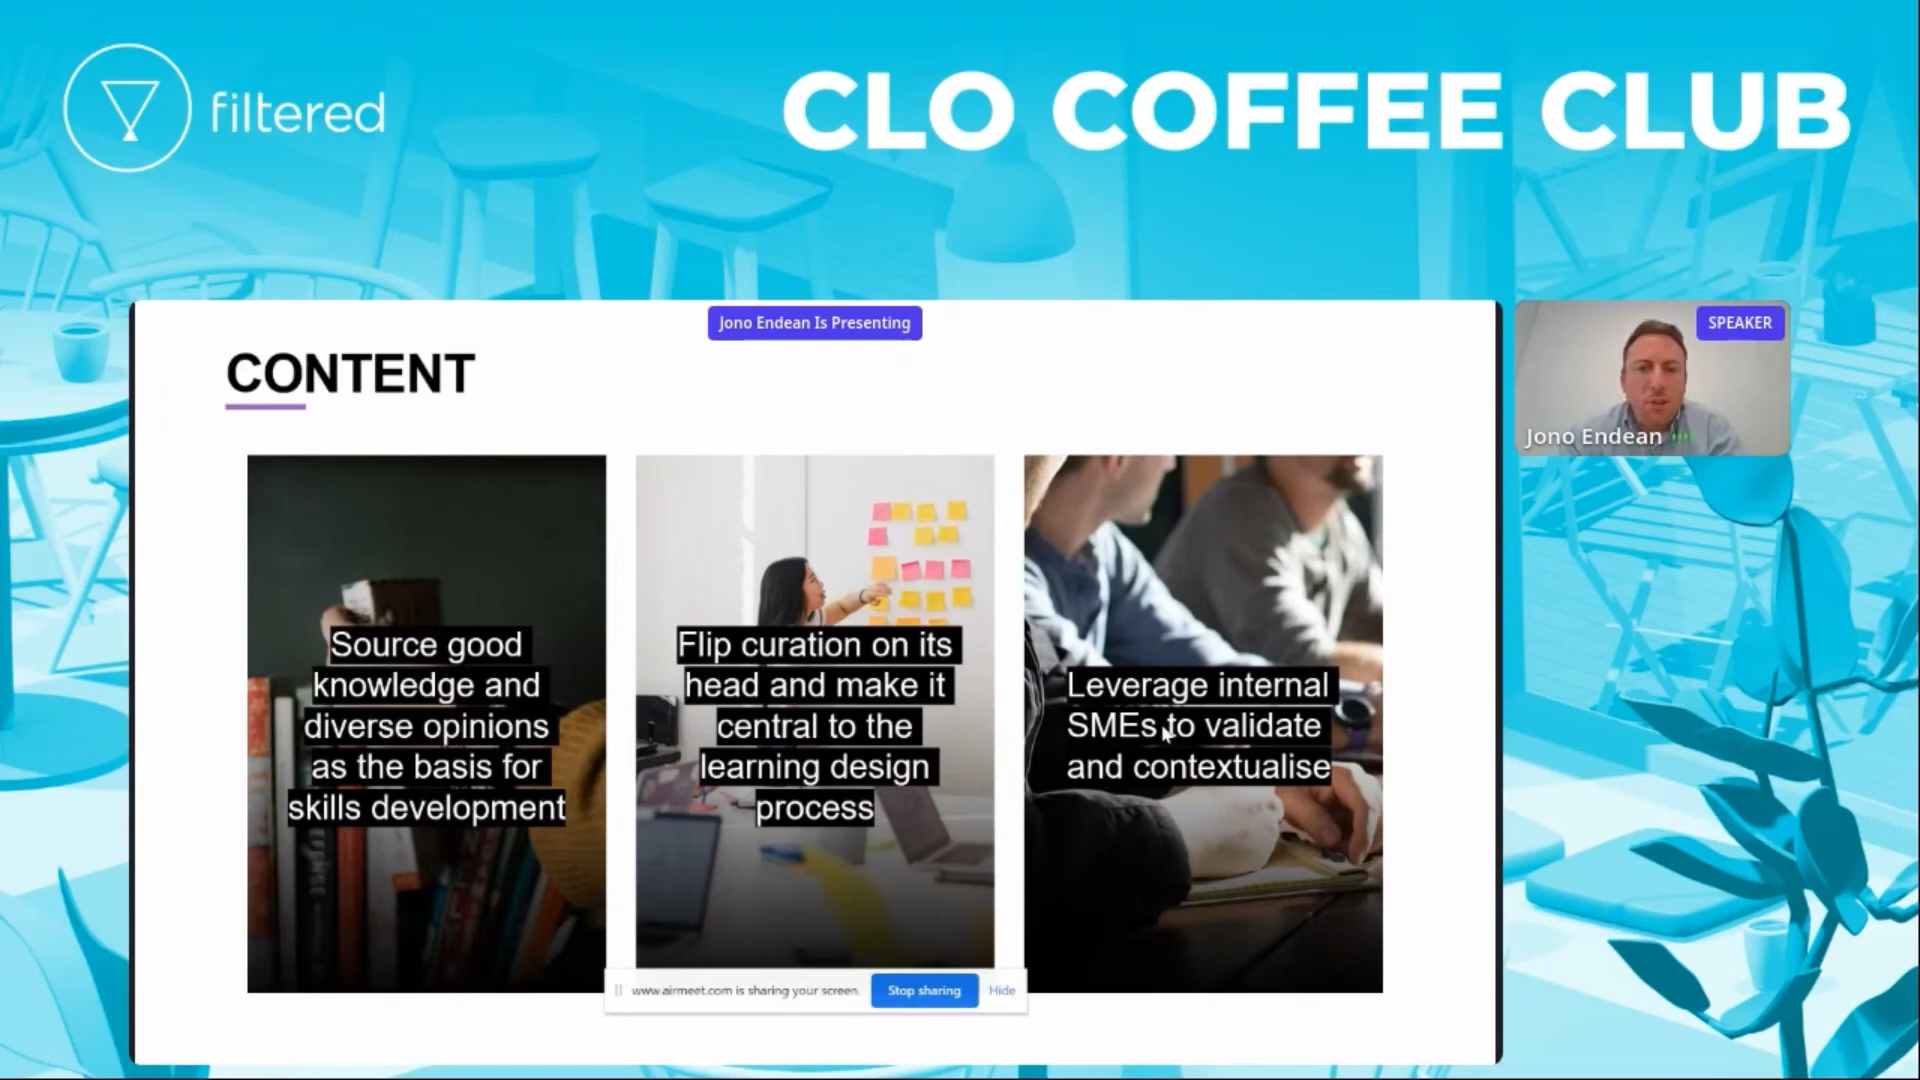 filtered
CLO COFFEE CLUB
Jono Endean Is Presenting
SPEAKER
Jono Endean
CONTENT
Source good
knowledge and
diverse opinions
as the basis for
skills development
Flip curation on its
head and make it
central to the
learning design
process
Leverage internal
SMEs to validate
and contextualise
www.airmeet.com is sharing your screen.
Stop sharing
Hide